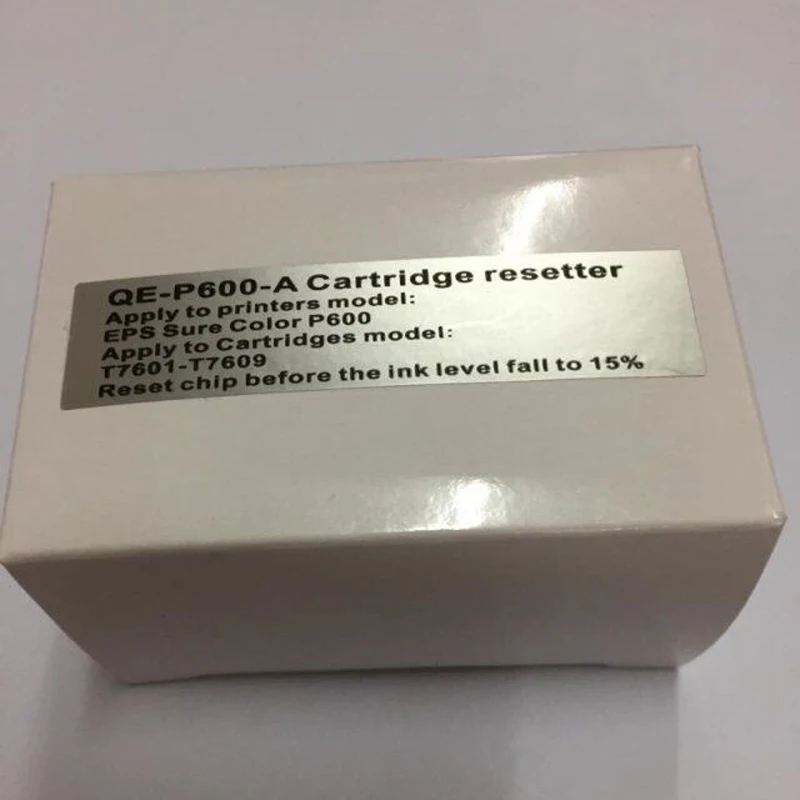 QE-P600-A Cartridge resetter
Apply to printers model:
EPS Sure Color P600
Apply to Cartridges model:
T7601-T7609
Reset chip before the ink level fall to 15%